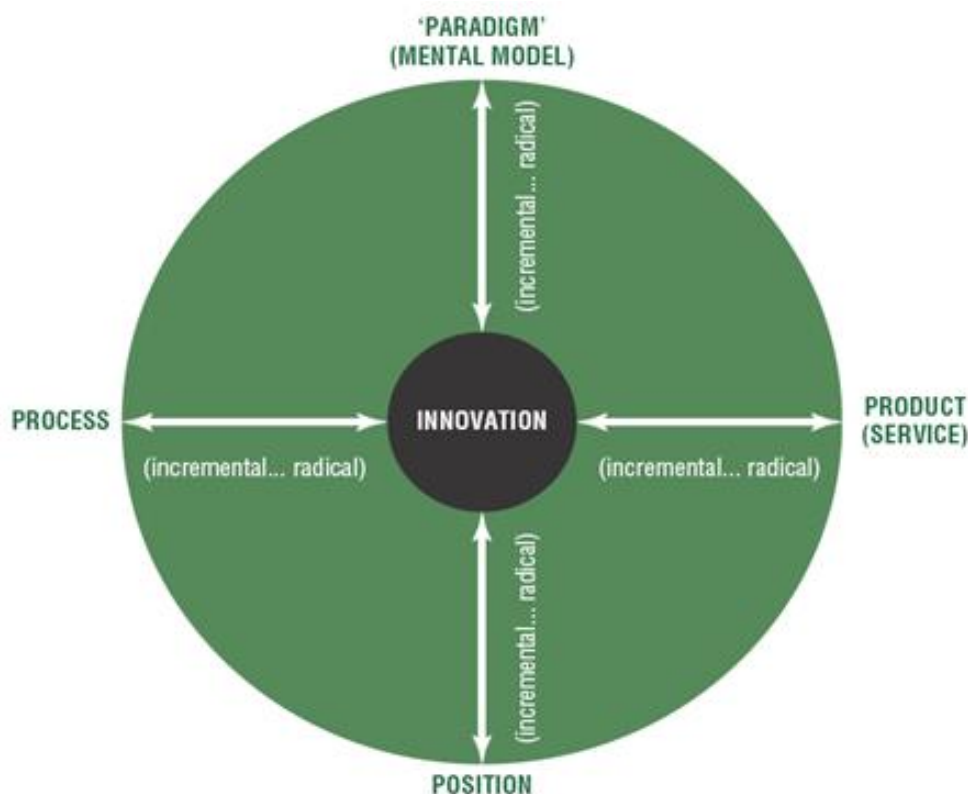 ‘PARADIGM’
(MENTAL MODEL)
(incremental... radical)
PROCESS
INNOVATION
PRODUCT
(SERVICE)
(incremental... radical)
(incremental... radical)
(incremental... radical)
POSITION